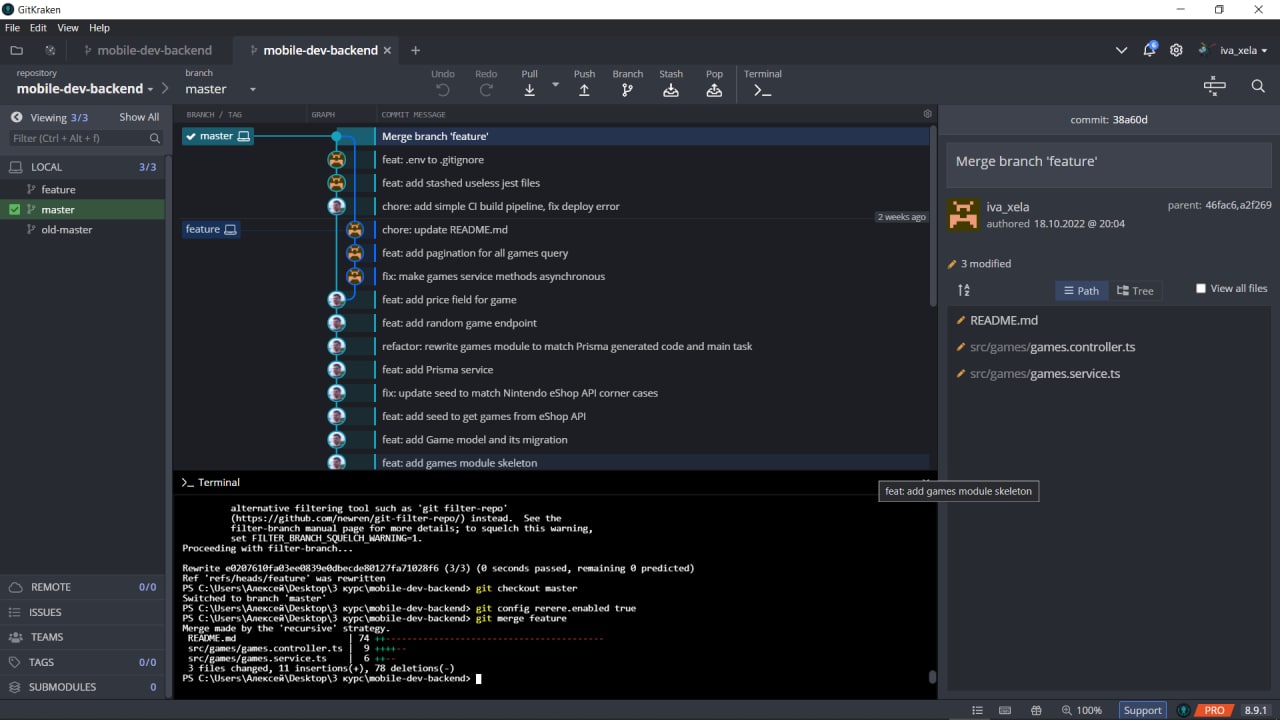 GitKraken
File Edit View Help
mobile-dev-backend
mobile-dev-backend
6
iva_xela
repository
mobile-dev-backend
branch
master
Undo
Redo
Pull
Push
Branch
Stash
Pop
Terminal
Viewing 3/3
Show All
Filter (Ctrl + Alt + f)
LOCAL 3/3
feature
master
old-master
REMOTE 0/0
ISSUES
TEAMS
TAGS 0/0
SUBMODULES 0
BRANCH / TAG GRAPH COMMIT MESSAGE
master Merge branch 'feature'
feat: .env to .gitignore
feat: add stashed useless jest files
chore: add simple CI build pipeline, fix deploy error
2 weeks ago
feature chore: update README.md
feat: add pagination for all games query
fix: make games service methods asynchronous
feat: add price field for game
feat: add random game endpoint
refactor: rewrite games module to match Prisma generated code and main task
feat: add Prisma service
fix: update seed to match Nintendo eShop API corner cases
feat: add seed to get games from eShop API
feat: add Game model and its migration
feat: add games module skeleton
feat: add games module skeleton
Terminal
alternative filtering tool such as 'git filter-repo'
(https://github.com/newren/git-filter-repo/) instead. See the
filter-branch manual page for more details; to squelch this warning,
set FILTER_BRANCH_SQUELCH_WARNING=1.
Proceeding with filter-branch...
Rewrite e0207610fa03ee0839e0dbecde80127fa71028f6 (3/3) (0 seconds passed, remaining 0 predicted)
Ref 'refs/heads/feature' was rewritten
PS C:\Users\Алексей\Desktop\3 курс\mobile-dev-backend> git checkout master
Switched to branch 'master'
PS C:\Users\Алексей\Desktop\3 курс\mobile-dev-backend> git config rerere.enabled true
PS C:\Users\Алексей\Desktop\3 курс\mobile-dev-backend> git merge feature
Merge made by the 'recursive' strategy.
README.md | 74 ++------------------------------------------
src/games/games.controller.ts | 9 ++++--
src/games/games.service.ts | 6 ++--
3 files changed, 11 insertions(+), 78 deletions(-)
PS C:\Users\Алексей\Desktop\3 курс\mobile-dev-backend>
commit: 38a60d
Merge branch 'feature'
iva_xela
authored 18.10.2022 @ 20:04
parent: 46fac6,a2f269
3 modified
Path
Tree
View all files
README.md
src/games/games.controller.ts
src/games/games.service.ts
100%
Support
PRO
8.9.1